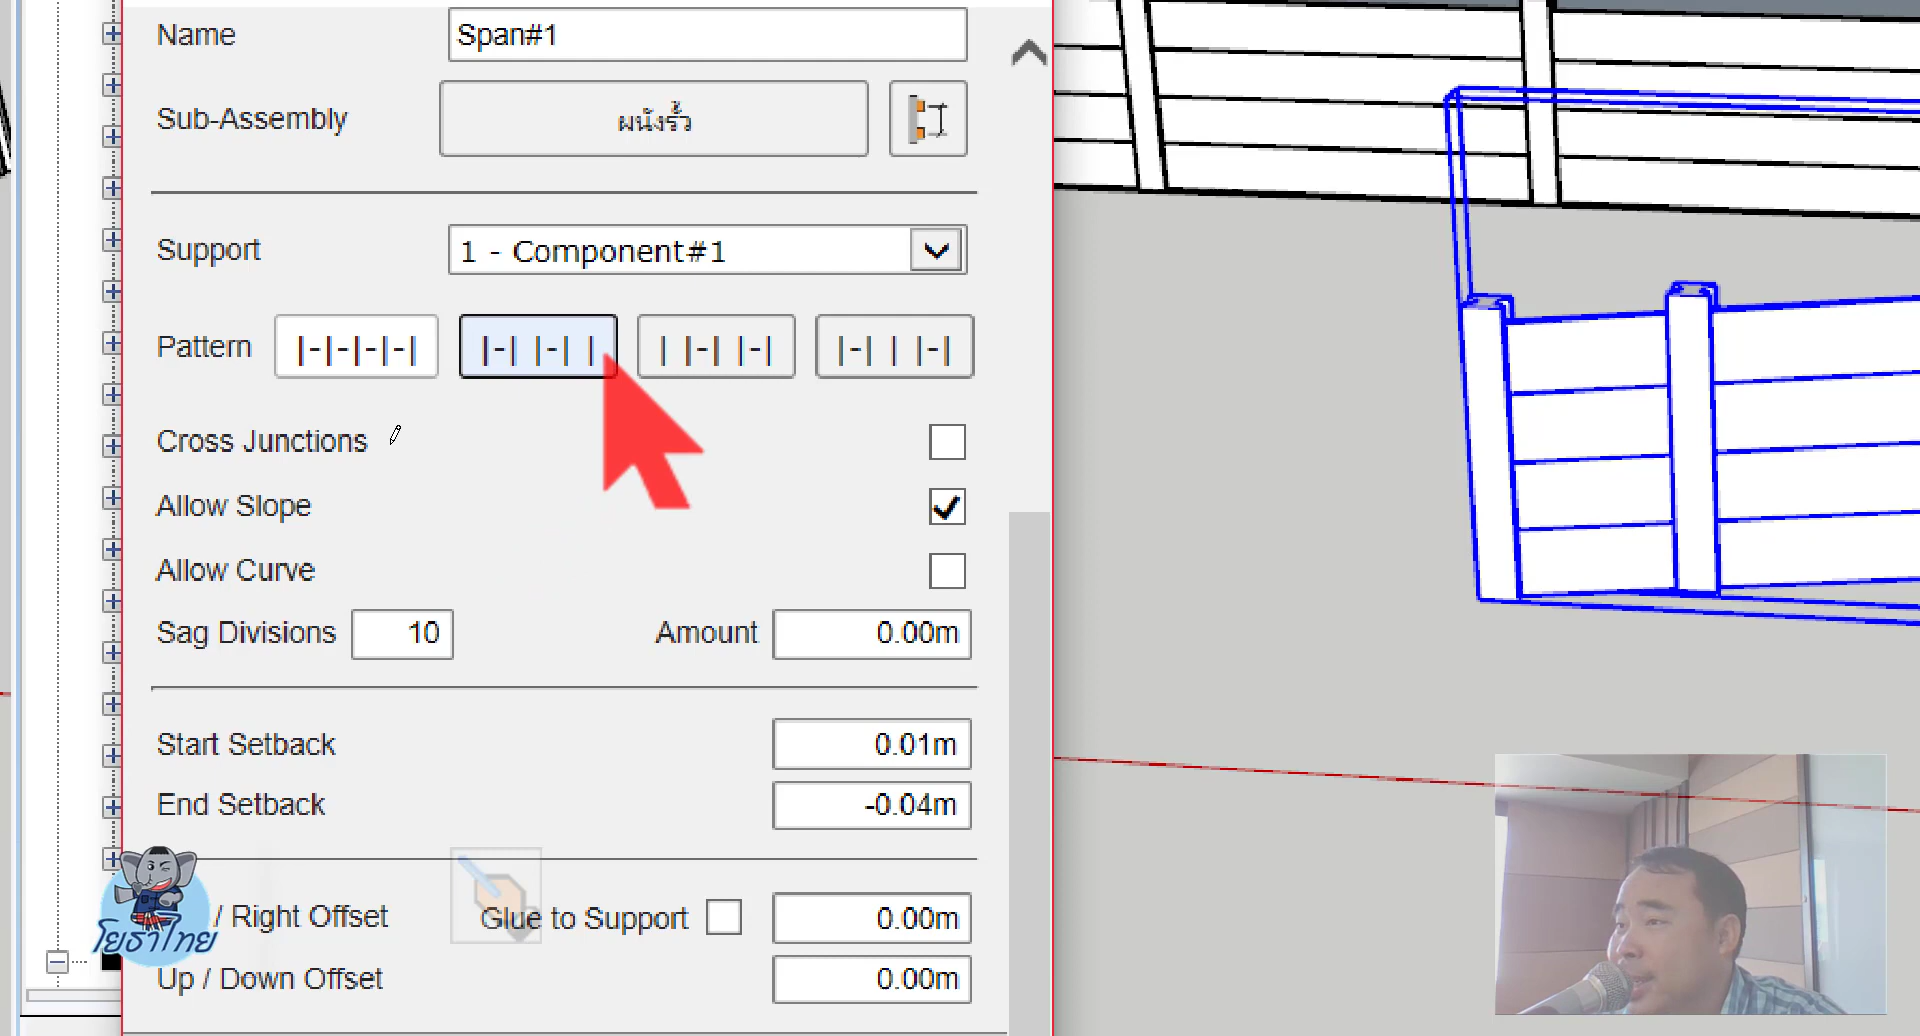 Name Span#1
Sub-Assembly ผนังรั้ว
Support 1 - Component#1
Pattern |-|-|-|-| |-| |-| | | |-| |-| |-| | |-|
Cross Junctions
Allow Slope
Allow Curve
Sag Divisions 10 Amount 0.00m
Start Setback 0.01m
End Setback -0.04m
/ Right Offset Glue to Support 0.00m
โยธาไทย
Up / Down Offset 0.00m